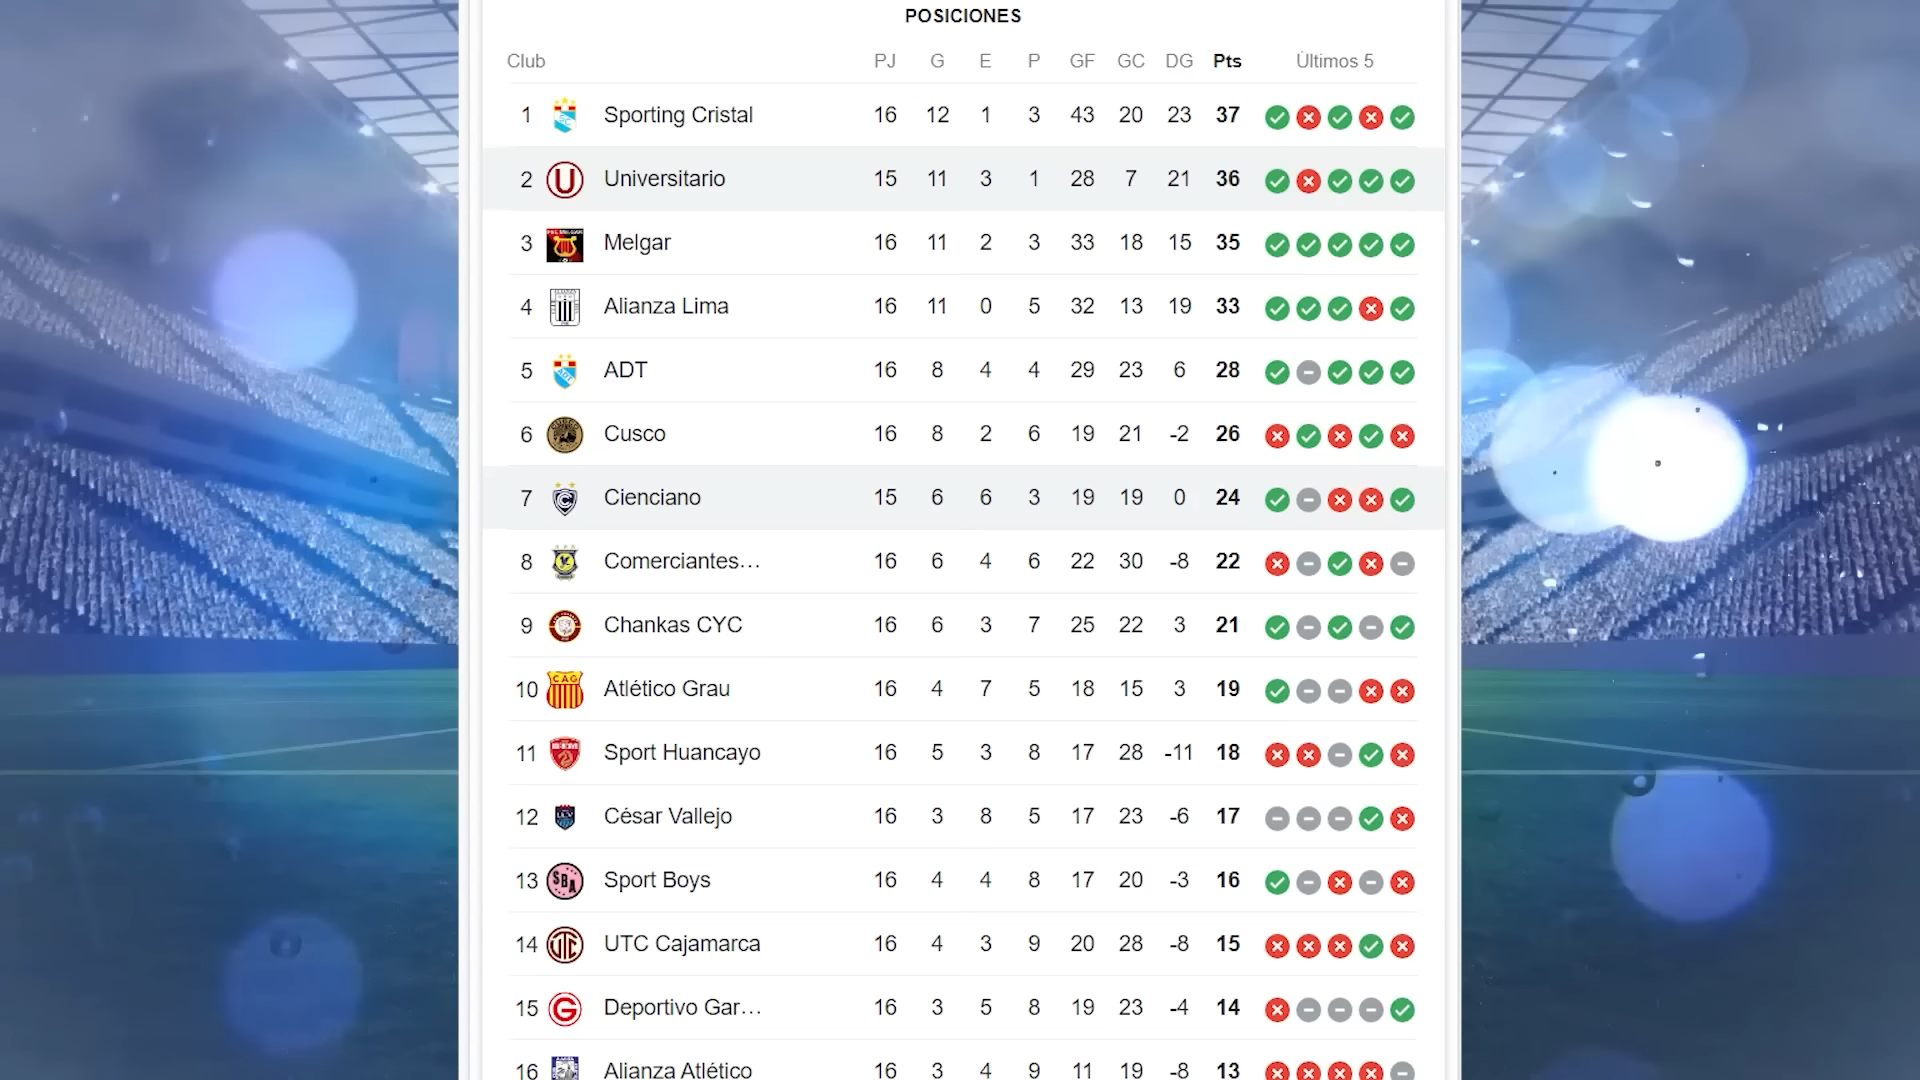 POSICIONES
Club PJ G E P GF GC DG Pts Últimos 5
1 Sporting Cristal 16 12 1 3 43 20 23 37
2 U Universitario 15 11 3 1 28 7 21 36
3 Melgar 16 11 2 3 33 18 15 35
4 Alianza Lima 16 11 0 5 32 13 19 33
5 ADT ADT 16 8 4 4 29 23 6 28
6 Cusco 16 8 2 6 19 21 -2 26
7 C Cienciano 15 6 6 3 19 19 0 24
8 Comerciantes... 16 6 4 6 22 30 -8 22
9 Chankas CYC 16 6 3 7 25 22 3 21
10 CAG Atlético Grau 16 4 7 5 18 15 3 19
11 Sport Huancayo 16 5 3 8 17 28 -11 18
12 UCV César Vallejo 16 3 8 5 17 23 -6 17
13 SBA Sport Boys 16 4 4 8 17 20 -3 16
14 UTC UTC Cajamarca 16 4 3 9 20 28 -8 15
15 G Deportivo Gar... 16 3 5 8 19 23 -4 14
16 Alianza Atlético 16 3 4 9 11 19 -8 13